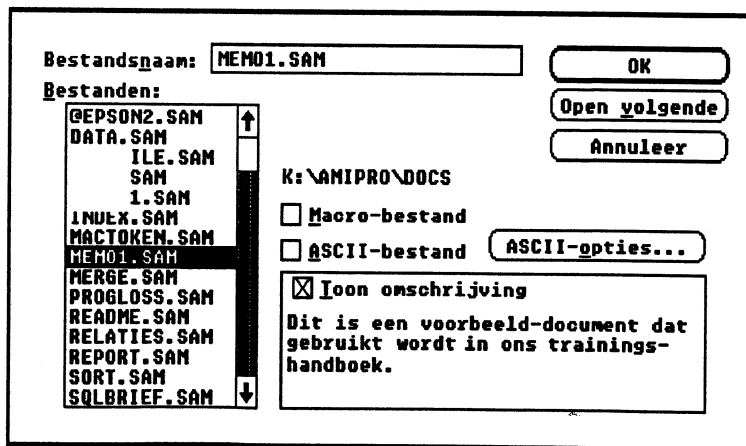 Bestandsnaam: MEMO1.SAM
OK
Bestanden:
Open volgende
@EPSON2.SAM
DATA.SAM
ILE.SAM
SAM
1.SAM
INDEX.SAM
MACTOKEN.SAM
MEMO1.SAM
MERGE.SAM
PROGLOSS.SAM
README.SAM
RELATIES.SAM
REPORT.SAM
SORT.SAM
SQLBRIEF.SAM
Annuleer
K:\AMIPRO\DOCS
Macro-bestand
ASCII-bestand
ASCII-opties...
Toon omschrijving
Dit is een voorbeeld-document dat
gebruikt wordt in ons trainings-
handboek.